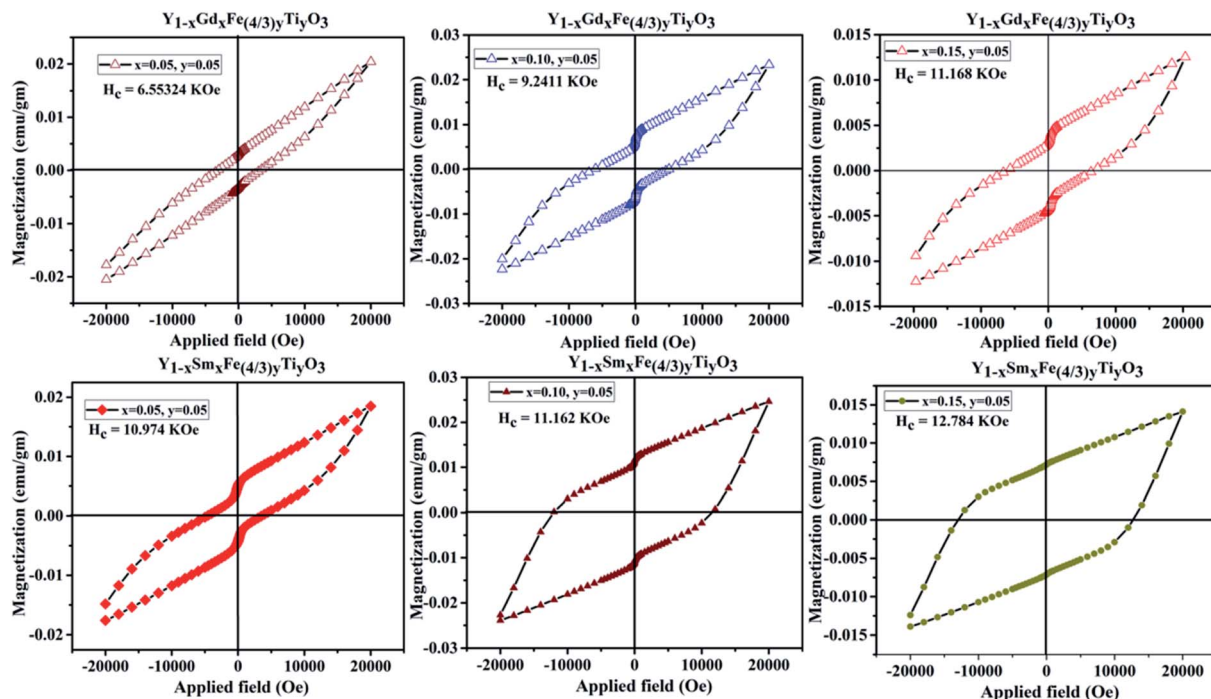 Y1-xGdxFe(4/3)yTiyO3
x=0.05, y=0.05
Hc = 6.55324 KOe
Magnetization (emu/gm)
0.02
0.01
0.00
-0.01
-0.02
-20000 -10000 0 10000 20000
Applied field (Oe)
Y1-xGdxFe(4/3)yTiyO3
x=0.10, y=0.05
Hc = 9.2411 KOe
Magnetization (emu/gm)
0.03
0.02
0.01
0.00
-0.01
-0.02
-0.03
-20000 -10000 0 10000 20000
Applied field (Oe)
Y1-xGdxFe(4/3)yTiyO3
x=0.15, y=0.05
Hc = 11.168 KOe
Magnetization (emu/gm)
0.015
0.010
0.005
0.000
-0.005
-0.010
-0.015
-20000 -10000 0 10000 20000
Applied field (Oe)
Y1-xSmxFe(4/3)yTiyO3
x=0.05, y=0.05
Hc = 10.974 KOe
Magnetization (emu/gm)
0.02
0.01
0.00
-0.01
-0.02
-20000 -10000 0 10000 20000
Applied field (Oe)
Y1-xSmxFe(4/3)yTiyO3
x=0.10, y=0.05
Hc = 11.162 KOe
Magnetization (emu/gm)
0.03
0.02
0.01
0.00
-0.01
-0.02
-0.03
-20000 -10000 0 10000 20000
Applied field (Oe)
Y1-xSmxFe(4/3)yTiyO3
x=0.15, y=0.05
Hc = 12.784 KOe
Magnetization (emu/gm)
0.015
0.010
0.005
0.000
-0.005
-0.010
-0.015
-20000 -10000 0 10000 20000
Applied field (Oe)